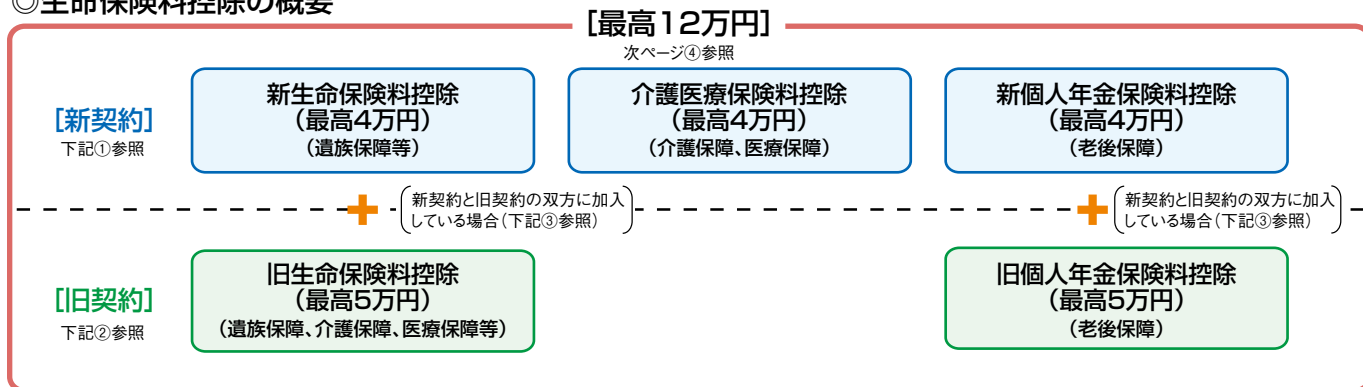 ◎生命保険料控除の概要
[最高12万円]
次ページ④参照
[新契約]
下記①参照
新生命保険料控除
(最高4万円)
(遺族保障等)
介護医療保険料控除
(最高4万円)
(介護保障、医療保障)
新個人年金保険料控除
(最高4万円)
(老後保障)
新契約と旧契約の双方に加入
している場合(下記③参照)
新契約と旧契約の双方に加入
している場合(下記③参照)
[旧契約]
下記②参照
旧生命保険料控除
(最高5万円)
(遺族保障、介護保障、医療保障等)
旧個人年金保険料控除
(最高5万円)
(老後保障)